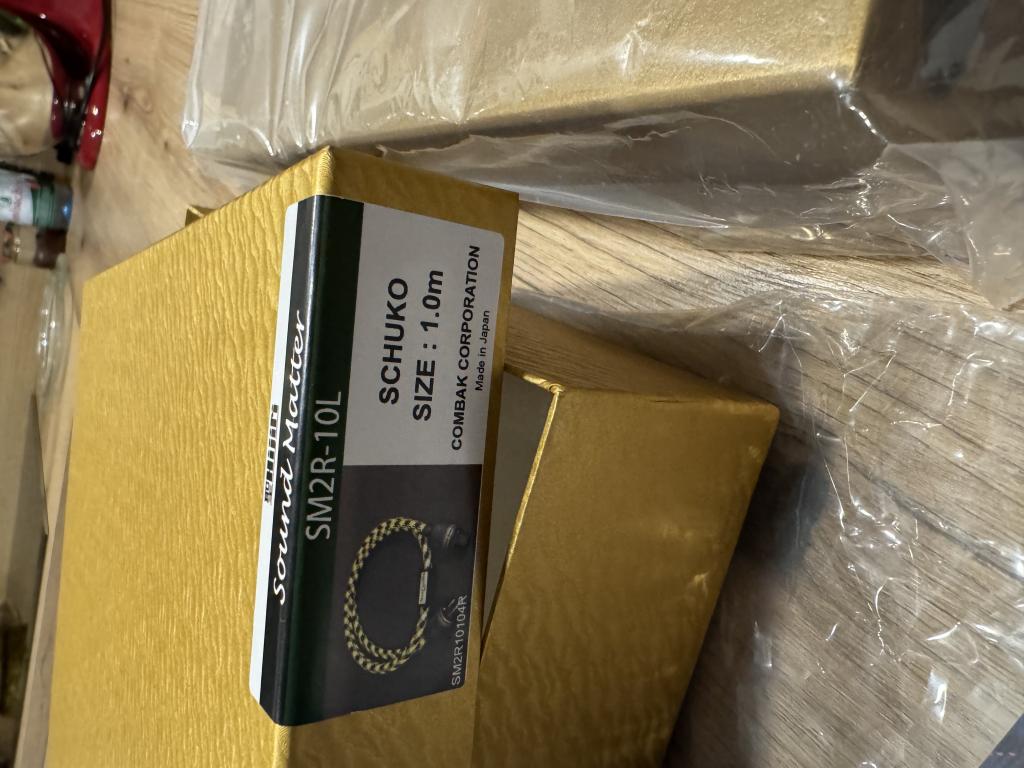 Sound Matter
SM2R-10L
SCHUKO
SIZE : 1.0m
COMBAK CORPORATION
Made in Japan
SM2R10104R